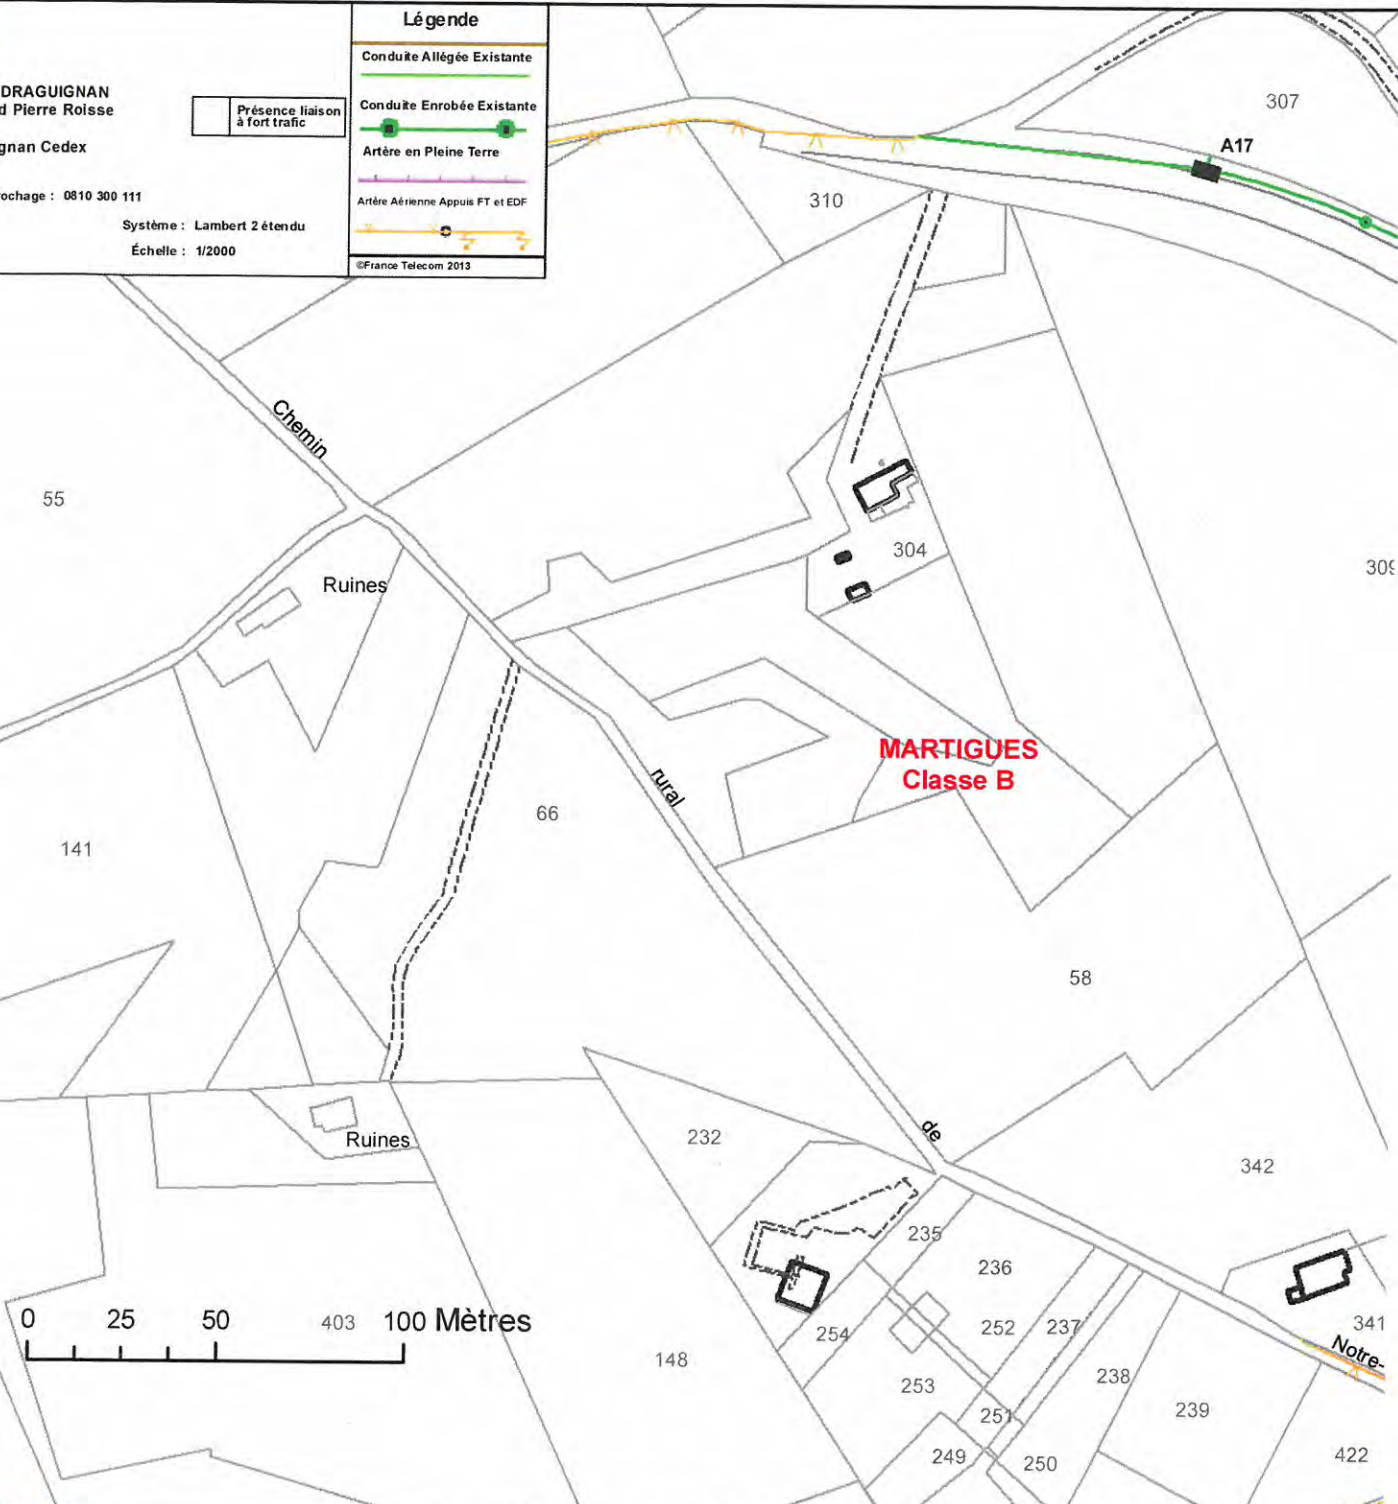 DRAGUIGNAN
d Pierre Roisse
gnan Cedex
ochage : 0810 300 111
Système : Lambert 2 étendu
Échelle : 1/2000
Présence liaison
à fort trafic
Légende
Conduite Allégée Existante
Conduite Enrobée Existante
Artère en Pleine Terre
Artère Aérienne Appuis FT et EDF
©France Telecom 2013
307
A17
310
Chemin
55
304
309
Ruines
MARTIGUES
Classe B
rural
66
141
58
de
232
Ruines
342
235
236
0 25 50 100 Mètres
403
254
252
237
341
Notre-
148
253
238
251
239
249
250
422